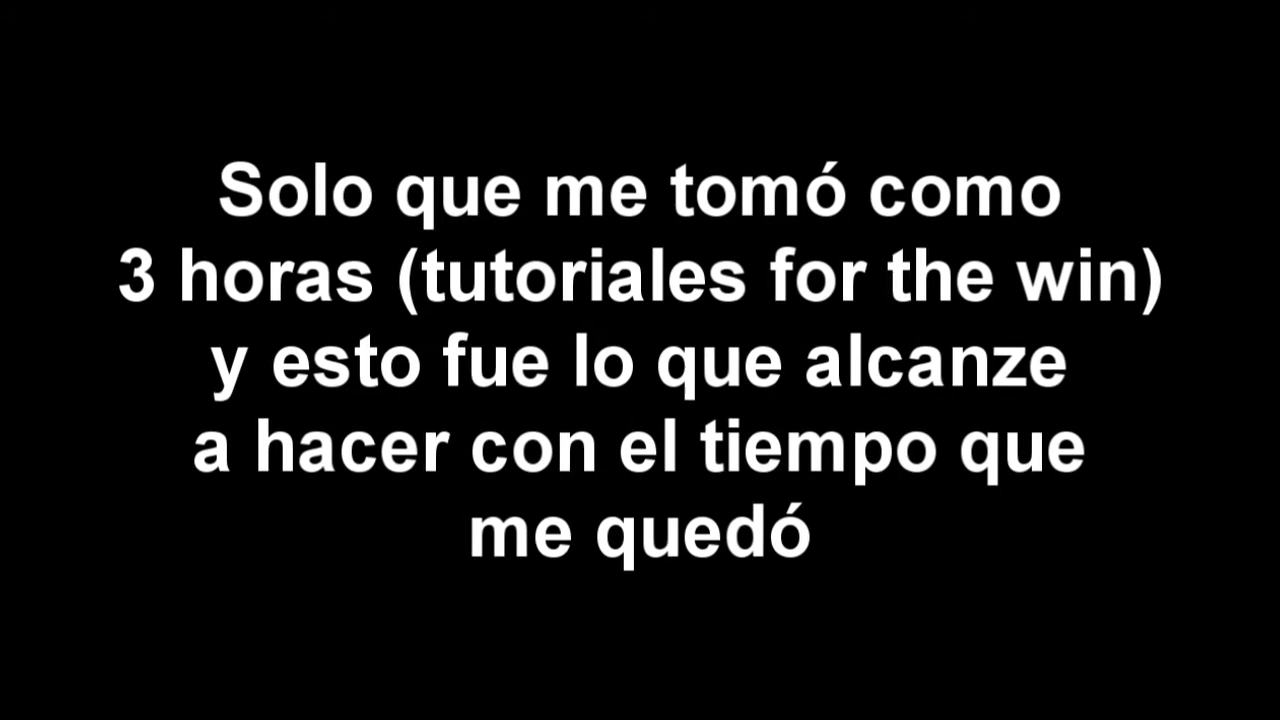 Solo que me tomó como
3 horas (tutoriales for the win)
y esto fue lo que alcanze
a hacer con el tiempo que
me quedó